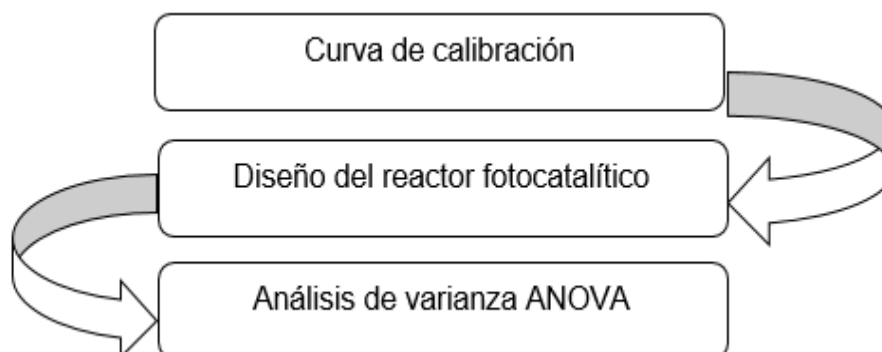 Curva de calibración
Diseño del reactor fotocatalítico
Análisis de varianza ANOVA